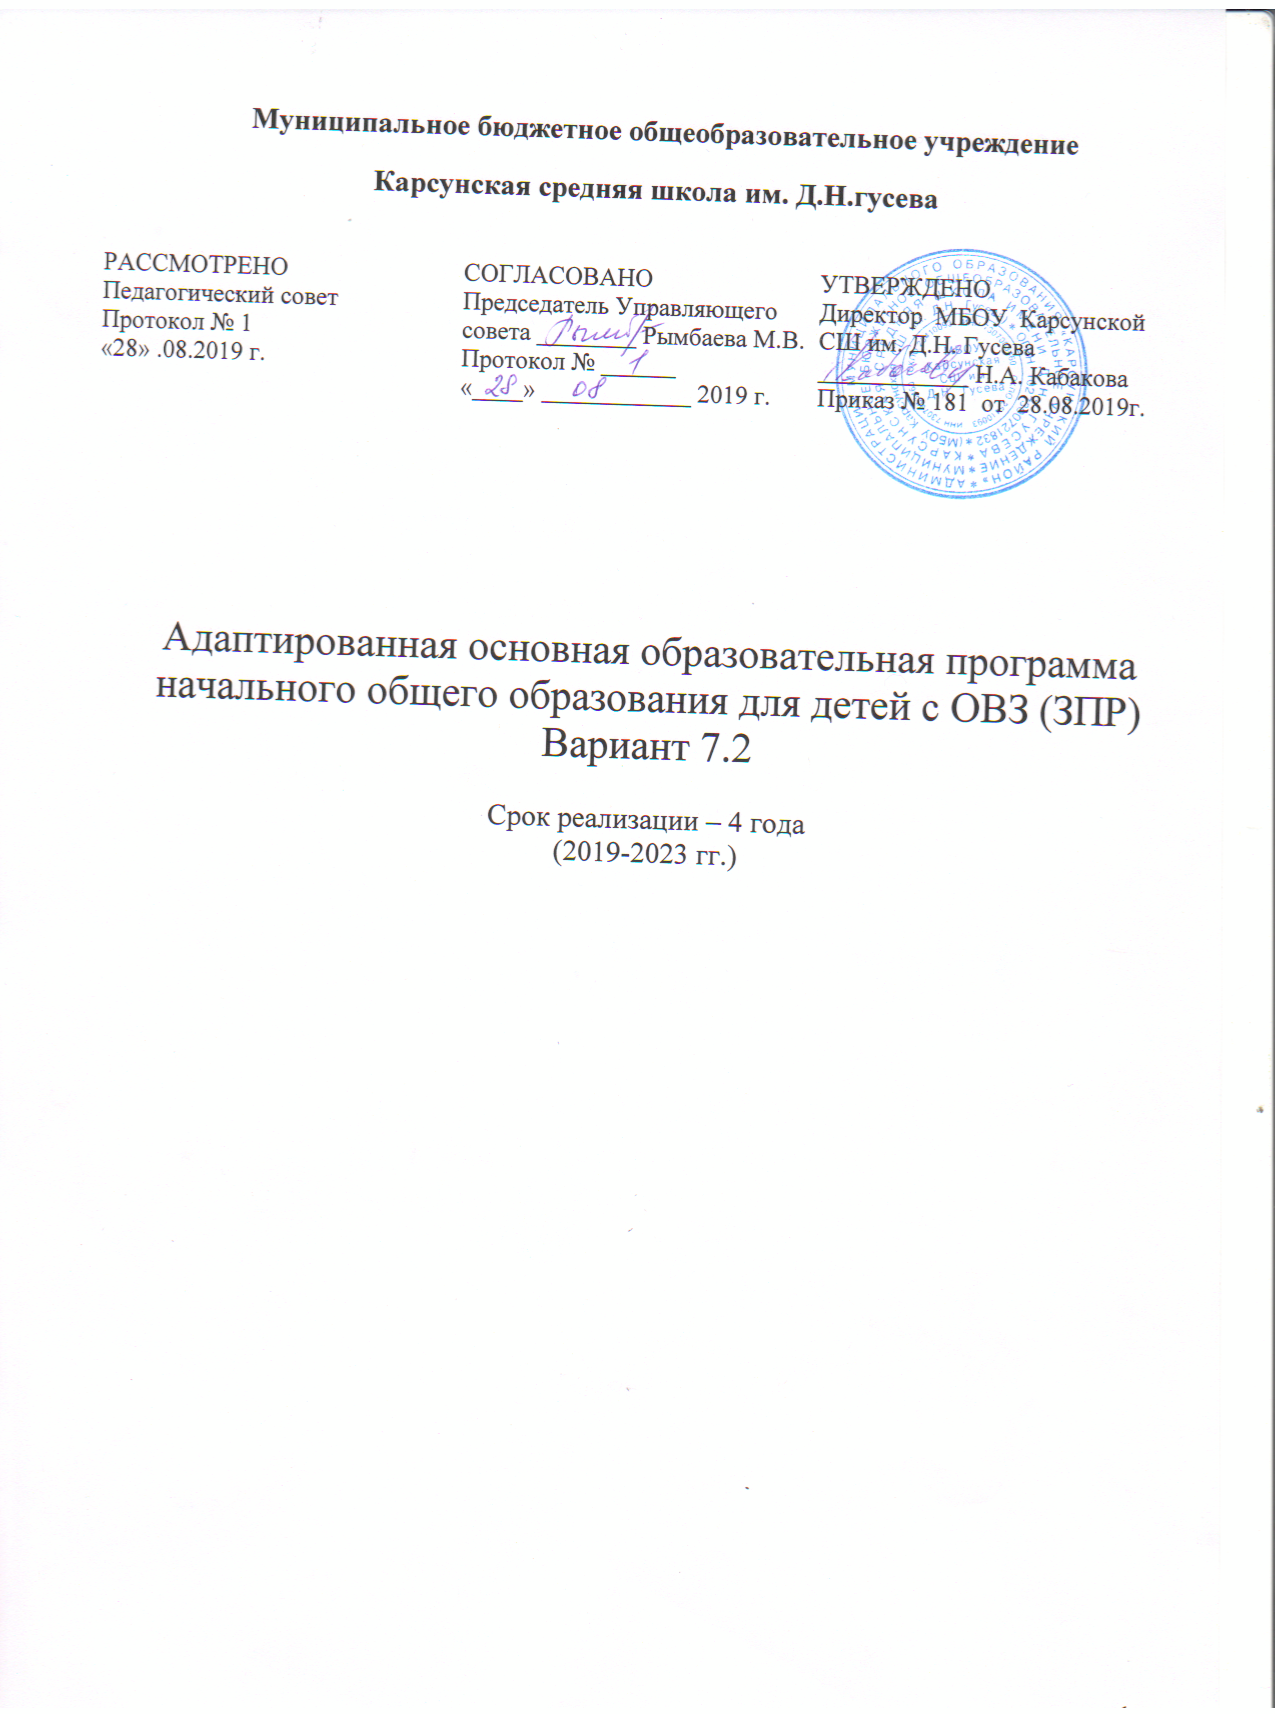 Муниципальное бюджетное общеобразовательное учреждение
Карсунская средняя школа им. Д.Н.гусева
РАССМОТРЕНО
Педагогический совет
Протокол № 1
«28» .08.2019 г.
СОГЛАСОВАНО
Председатель Управляющего
совета ________ Рымбаева М.В.
Протокол № 1
«28» 08 2019 г.
УТВЕРЖДЕНО
Директор МБОУ Карсунской
СШ им. Д.Н. Гусева
____________ Н.А. Кабакова
Приказ № 181 от 28.08.2019г.
Адаптированная основная образовательная программа
начального общего образования для детей с ОВЗ (ЗПР)
Вариант 7.2
Срок реализации – 4 года
(2019-2023 гг.)